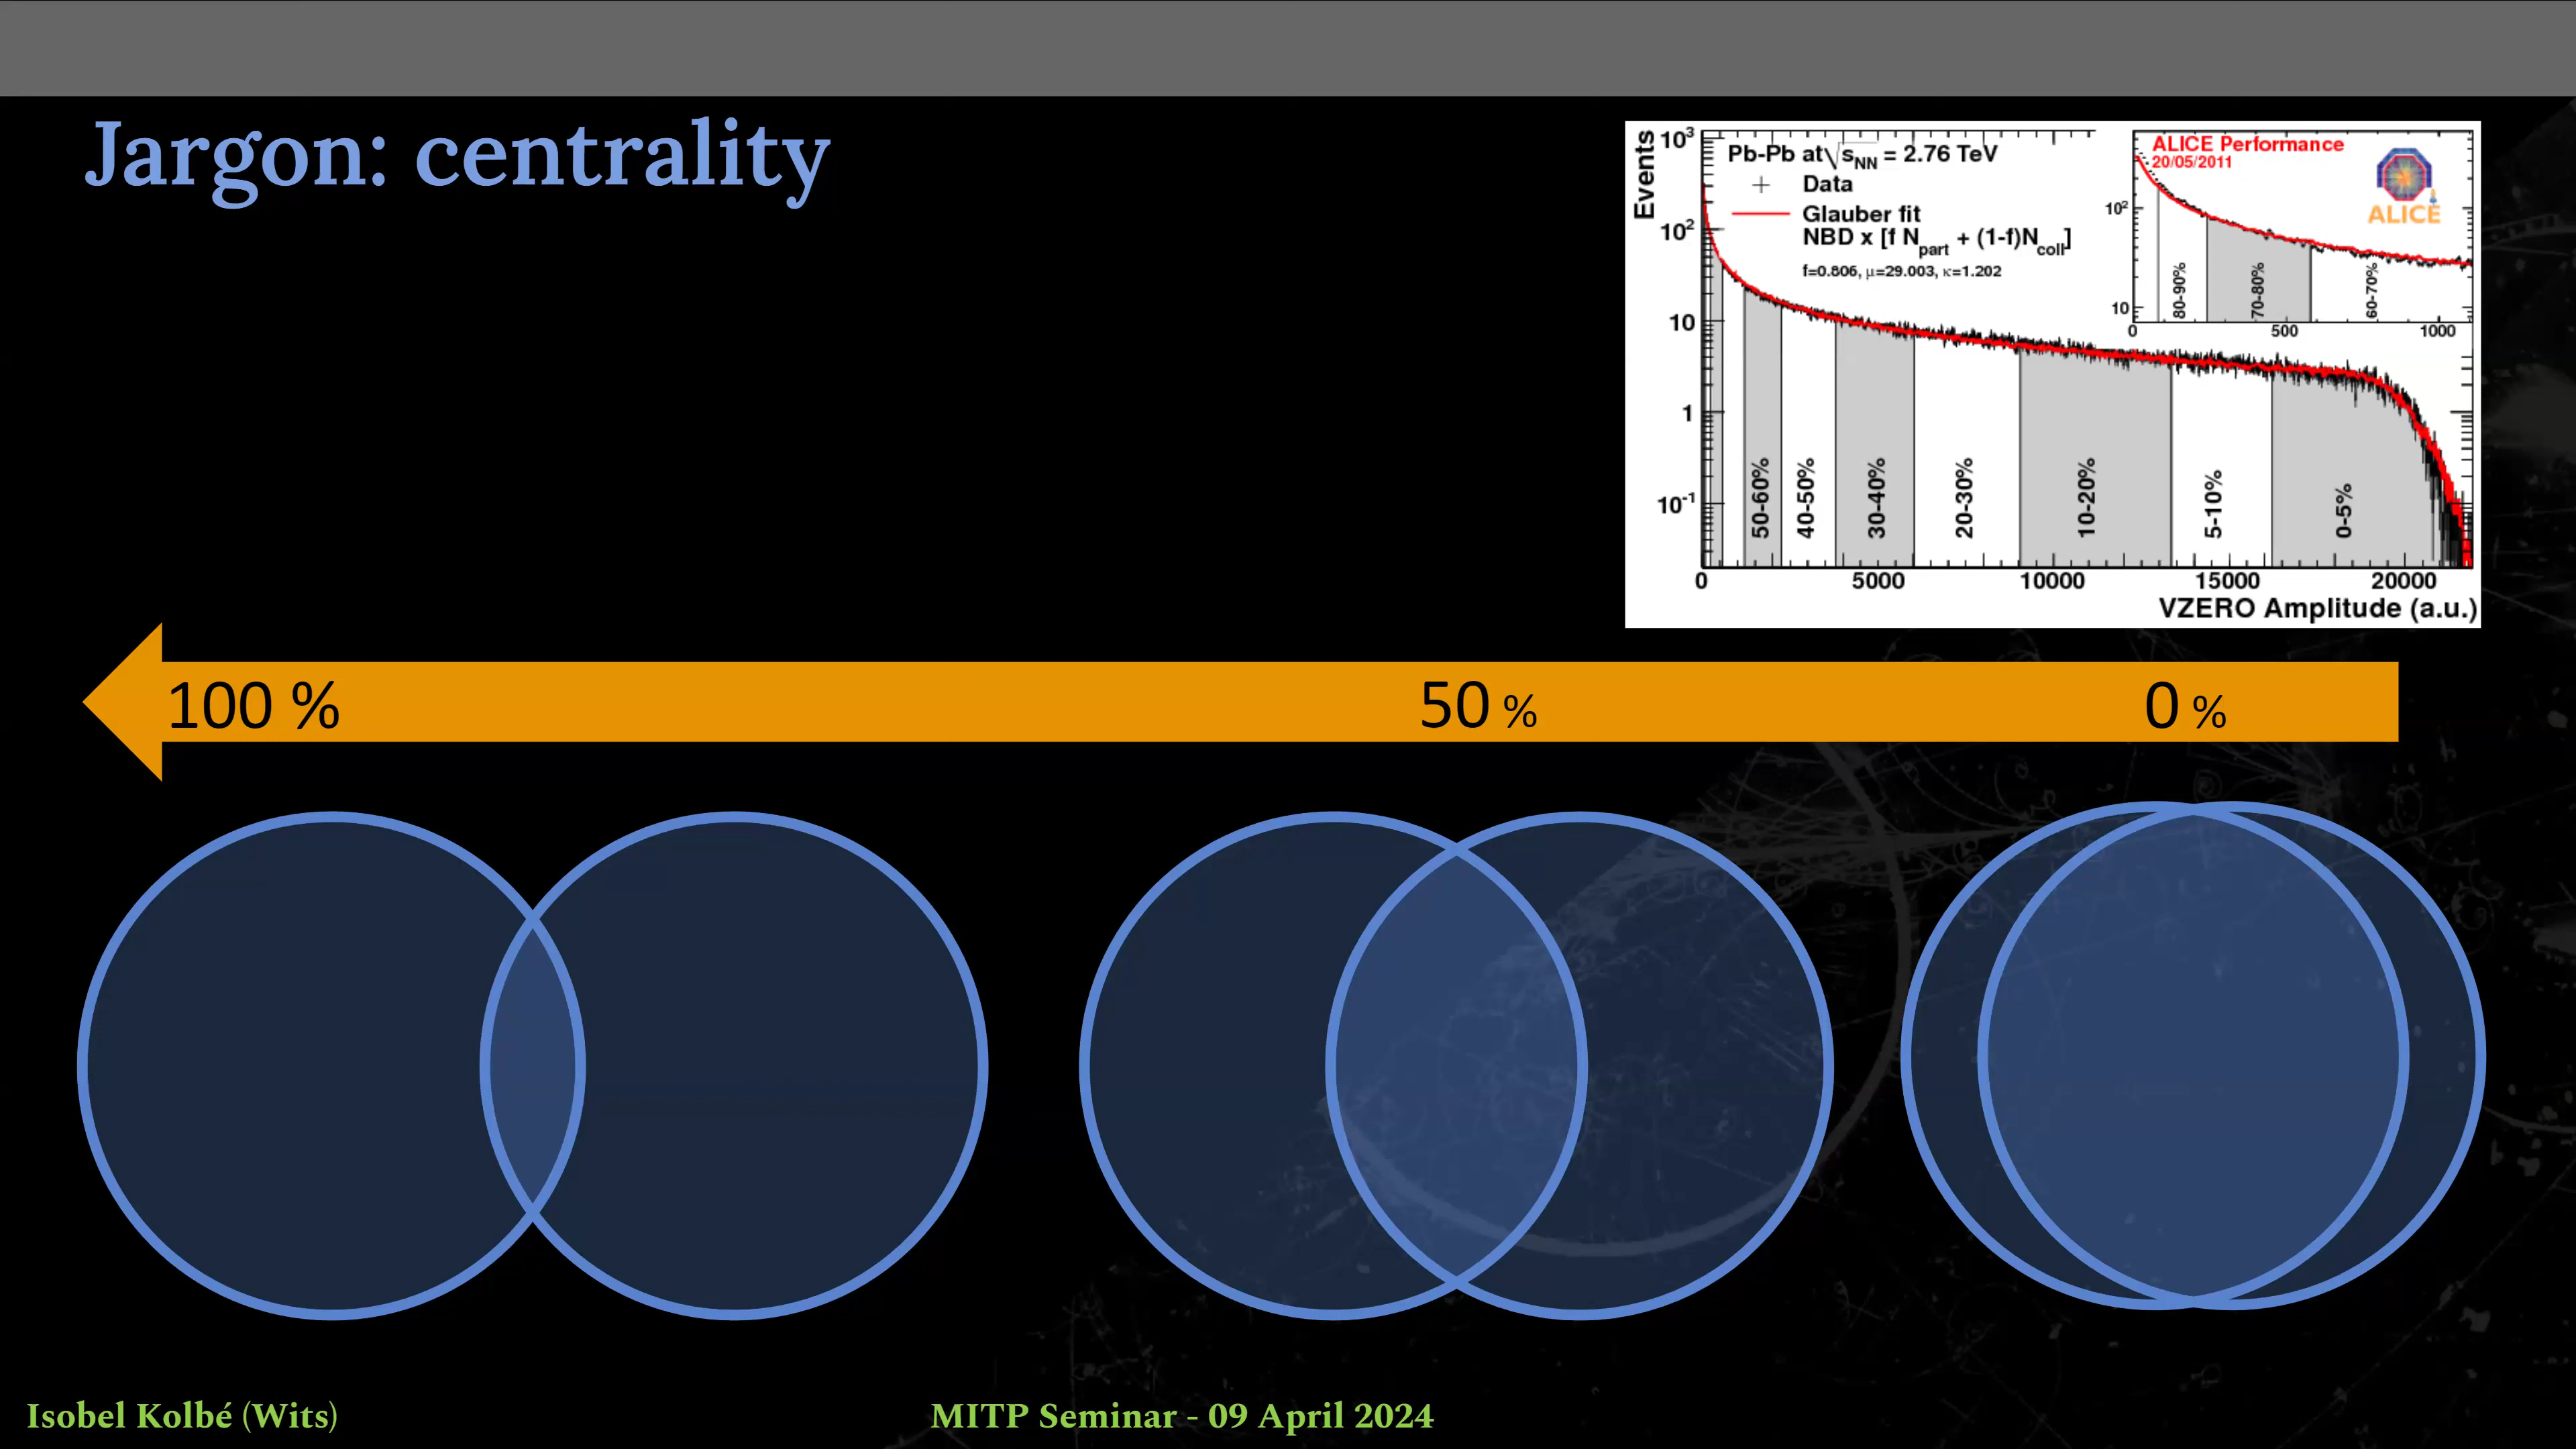 Jargon: centrality
Events
10³
10²
10
1
10⁻¹
Pb-Pb at √sNN = 2.76 TeV
Data
Glauber fit
NBD x [f Npart + (1-f)Ncoll]
f=0.806, μ=29.003, κ=1.202
50-60%
40-50%
30-40%
20-30%
10-20%
5-10%
0-5%
0 5000 10000 15000 20000
VZERO Amplitude (a.u.)
ALICE Performance
20/05/2011
ALICE
10²
10
80-90%
70-80%
60-70%
0 500 1000
100 % 50 % 0 %
Isobel Kolbé (Wits) MITP Seminar - 09 April 2024